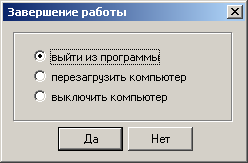 Завершение работы
выйти из программы
перезагрузить компьютер
выключить компьютер
Да Нет